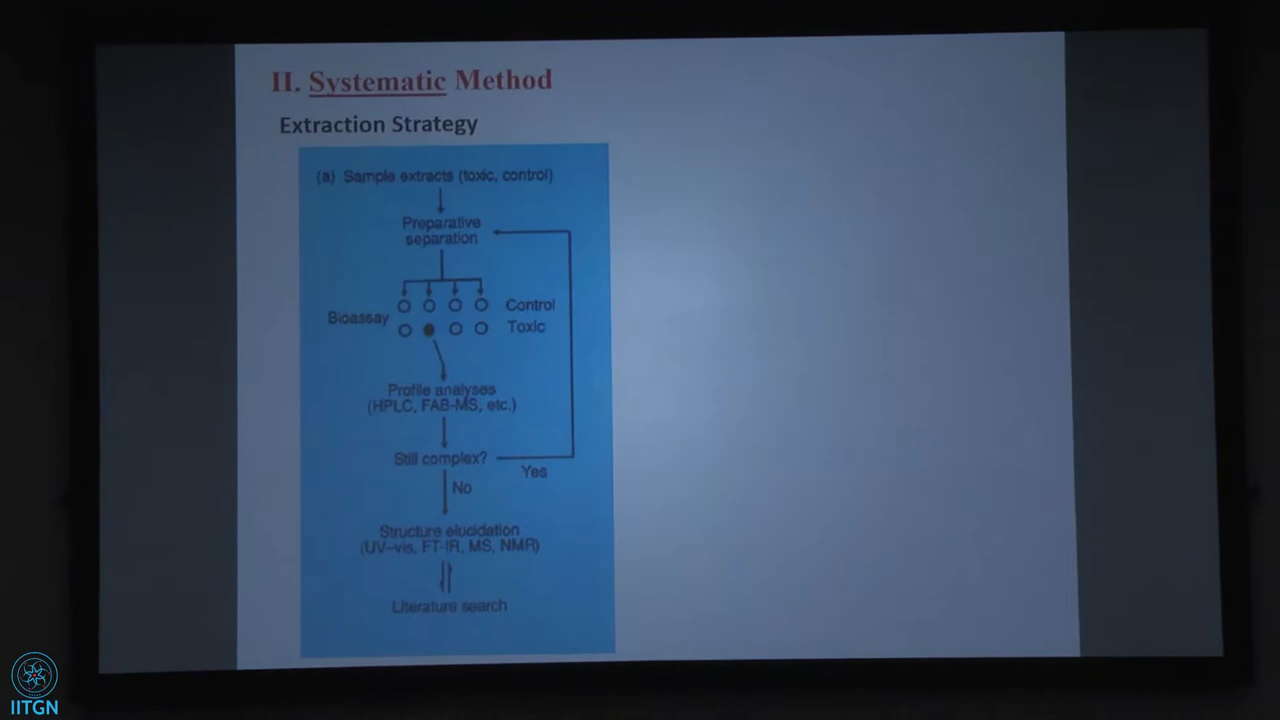 II. Systematic Method
Extraction Strategy
(a) Sample extracts (toxic, control)
Preparative
separation
Bioassay
Control
Toxic
Profile analyses
(HPLC, FAB-MS, etc.)
Still complex?
Yes
No
Structure elucidation
(UV–vis, FT-IR, MS, NMR)
Literature search
IITGN